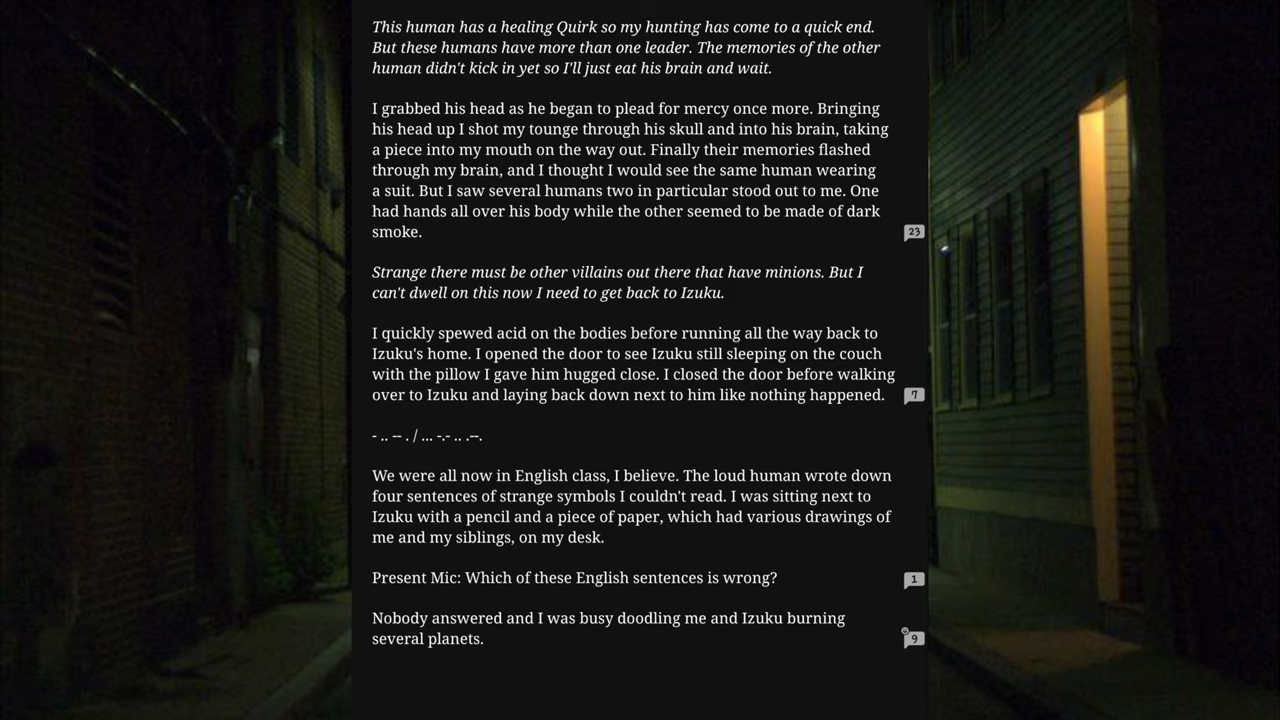 This human has a healing Quirk so my hunting has come to a quick end.
But these humans have more than one leader. The memories of the other
human didn't kick in yet so I'll just eat his brain and wait.
I grabbed his head as he began to plead for mercy once more. Bringing
his head up I shot my tounge through his skull and into his brain, taking
a piece into my mouth on the way out. Finally their memories flashed
through my brain, and I thought I would see the same human wearing
a suit. But I saw several humans two in particular stood out to me. One
had hands all over his body while the other seemed to be made of dark
smoke.
23
Strange there must be other villains out there that have minions. But I
can't dwell on this now I need to get back to Izuku.
I quickly spewed acid on the bodies before running all the way back to
Izuku's home. I opened the door to see Izuku still sleeping on the couch
with the pillow I gave him hugged close. I closed the door before walking
over to Izuku and laying back down next to him like nothing happened.
7
- .. -- . / ... -.- .. .--.
We were all now in English class, I believe. The loud human wrote down
four sentences of strange symbols I couldn't read. I was sitting next to
Izuku with a pencil and a piece of paper, which had various drawings of
me and my siblings, on my desk.
Present Mic: Which of these English sentences is wrong?
1
Nobody answered and I was busy doodling me and Izuku burning
several planets.
9